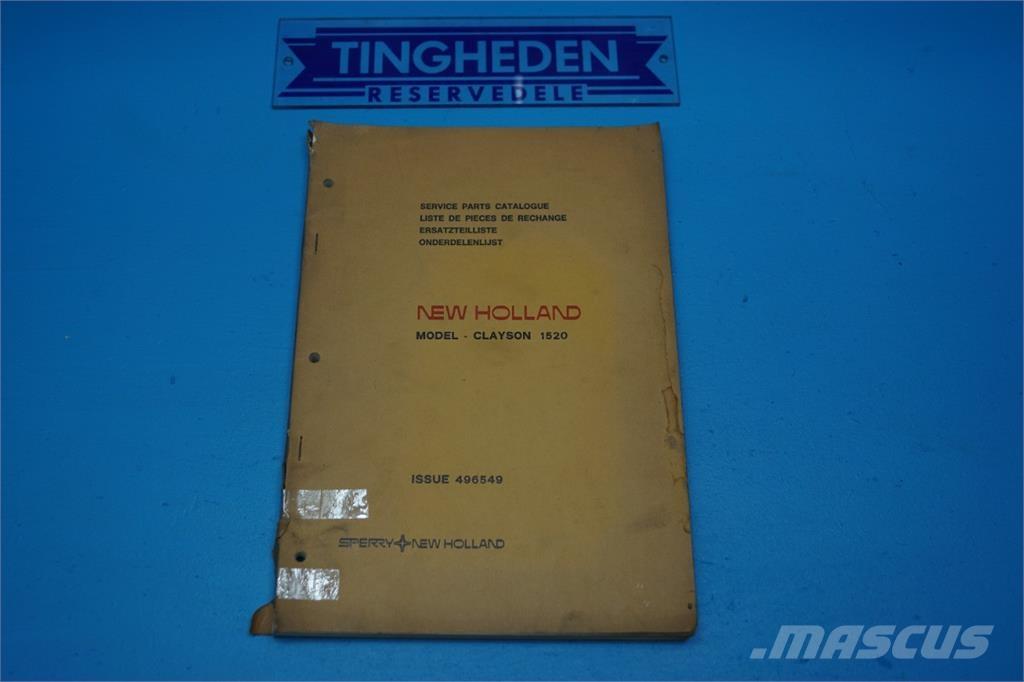 TINGHEDEN
RESERVEDELE
SERVICE PARTS CATALOGUE
LISTE DE PIECES DE RECHANGE
ERSATZTEILLISTE
ONDERDELENLIJST
NEW HOLLAND
MODEL - CLAYSON 1520
ISSUE 496549
SPERRY NEW HOLLAND
.MASCUS